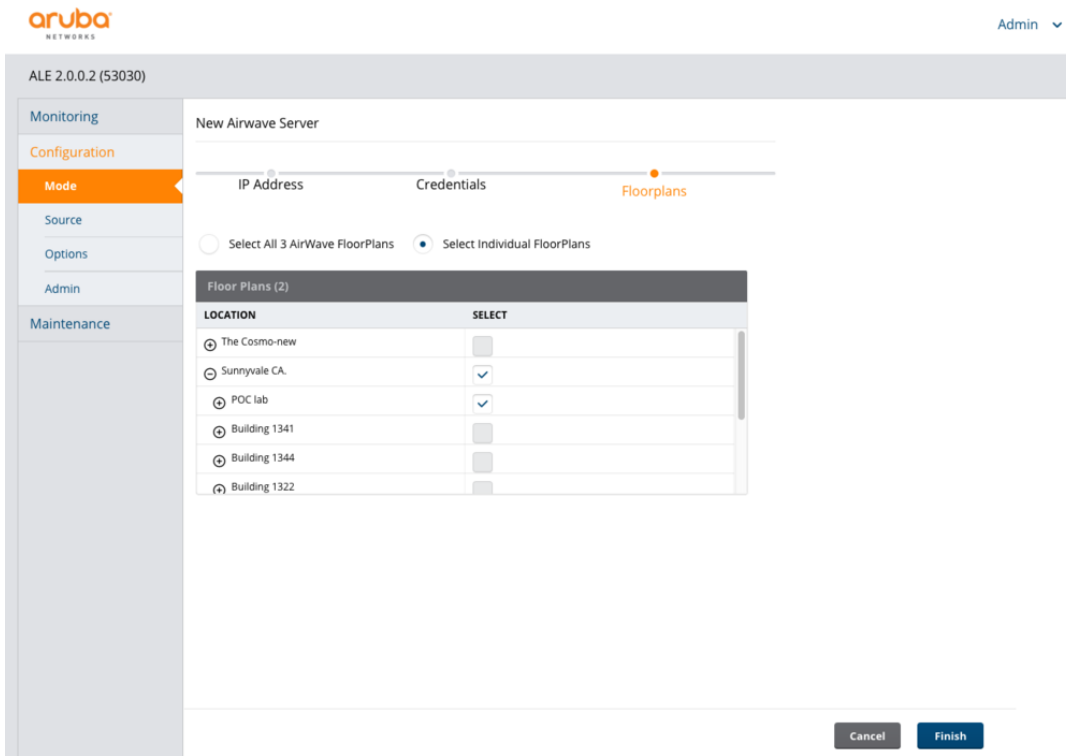 aruba
NETWORKS
Admin
ALE 2.0.0.2 (53030)
Monitoring
Configuration
Mode
Source
Options
Admin
Maintenance
New Airwave Server
IP Address
Credentials
Floorplans
Select All 3 AirWave FloorPlans
Select Individual FloorPlans
Floor Plans (2)
LOCATION SELECT
The Cosmo-new
Sunnyvale CA.
POC lab
Building 1341
Building 1344
Building 1322
Cancel
Finish